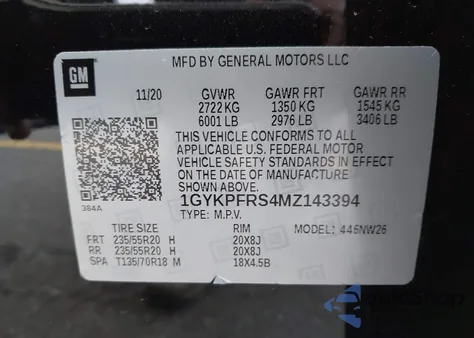 MFD BY GENERAL MOTORS LLC
GM
11/20 GVWR GAWR FRT GAWR RR
2722 KG 1350 KG 1545 KG
6001 LB 2976 LB 3406 LB
THIS VEHICLE CONFORMS TO ALL
APPLICABLE U.S. FEDERAL MOTOR
VEHICLE SAFETY STANDARDS IN EFFECT
ON THE DATE OF MANUFACTURE
SHOWN ABOVE.
384A
1GYKPFRS4MZ143394
TYPE: M.P.V. MODEL: 446NW26
TIRE SIZE RIM
FRT 235/55R20 H 20X8J
RR 235/55R20 H 20X8J
SPA T135/70R18 M 18X4.5B